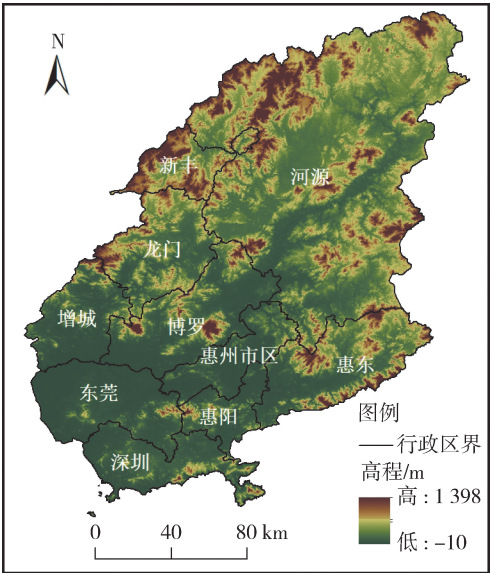 N
新丰
河源
龙门
增城
博罗
惠州市区
惠东
东莞
惠阳
深圳
图例
行政区界
高程/m
高：1 398
低：-10
0 40 80 km